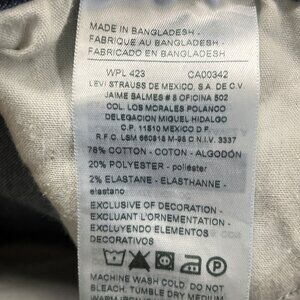 MADE IN BANGLADESH -
FABRIQUE AU BANGLADESH -
FABRICADO EN BANGLADESH
WPL 423 CA00342
LEVI STRAUSS DE MEXICO, S.A. DE C.V
JAIME BALMES # 8 OFICINA 502
COL. LOS MORALES POLANCO
DELEGACION MIGUEL HIDALGO
C.P. 11510 MEXICO D.F
R.F.C. LSM 660818 M-98 C N.I.V. 3337
78% COTTON - COTON - ALGODÓN
20% POLYESTER - poliester
2% ELASTANE - ELASTHANNE -
elastano
EXCLUSIVE OF DECORATION -
EXCLUANT L'ORNEMENTATION -
EXCLUYENDO ELEMENTOS
DECORATIVOS
P
MACHINE WASH COLD. DO NOT
BLEACH. TUMBLE DRY MEDIUM.